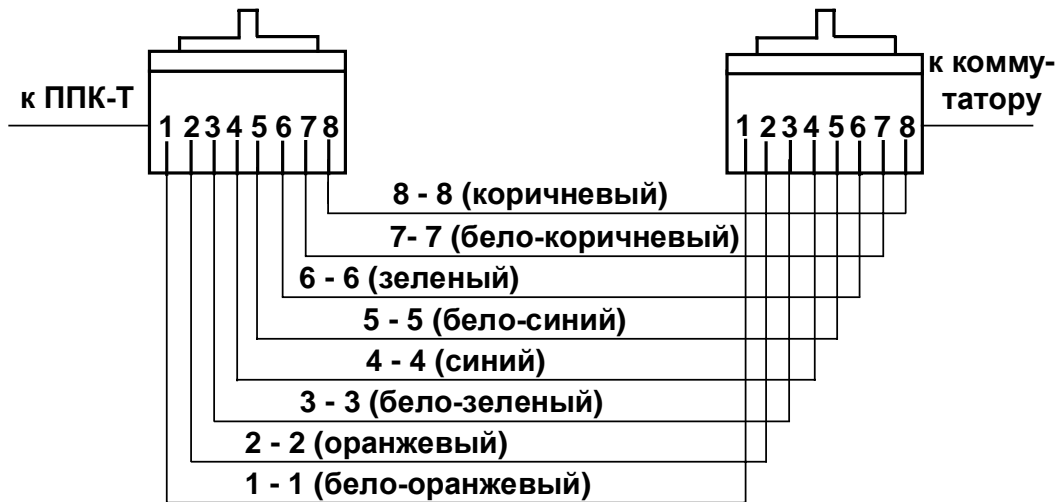 к ППК-Т
к комму-
татору
1 2 3 4 5 6 7 8
1 2 3 4 5 6 7 8
8 - 8 (коричневый)
7- 7 (бело-коричневый)
6 - 6 (зеленый)
5 - 5 (бело-синий)
4 - 4 (синий)
3 - 3 (бело-зеленый)
2 - 2 (оранжевый)
1 - 1 (бело-оранжевый)